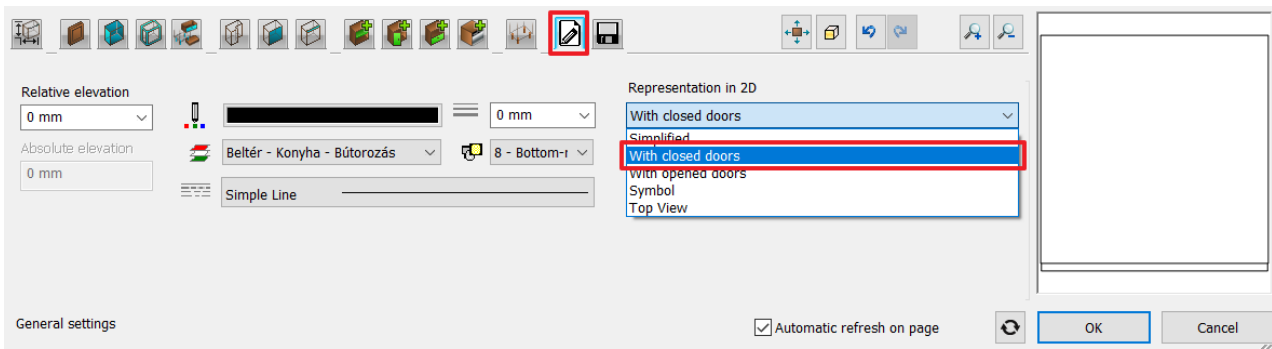 Relative elevation
0 mm
Absolute elevation
0 mm
0 mm
Beltér - Konyha - Bútorozás
8 - Bottom-r
Simple Line
Representation in 2D
With closed doors
Simplified
With closed doors
With opened doors
Symbol
Top View
General settings
Automatic refresh on page
OK
Cancel